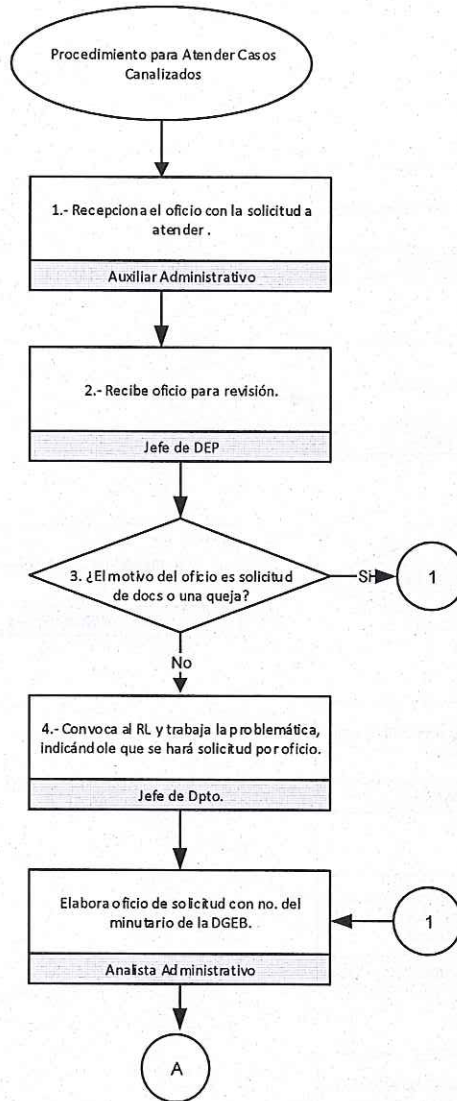 Procedimiento para Atender Casos
Canalizados
1.- Recepciona el oficio con la solicitud a
atender .
Auxiliar Administrativo
2.- Recibe oficio para revisión.
Jefe de DEP
3. ¿El motivo del oficio es solicitud
de docs o una queja?
SI
1
No
4.- Convoca al RL y trabaja la problemática,
indicándole que se hará solicitud por oficio.
Jefe de Dpto.
Elabora oficio de solicitud con no. del
minutario de la DGEB.
Analista Administrativo
1
A